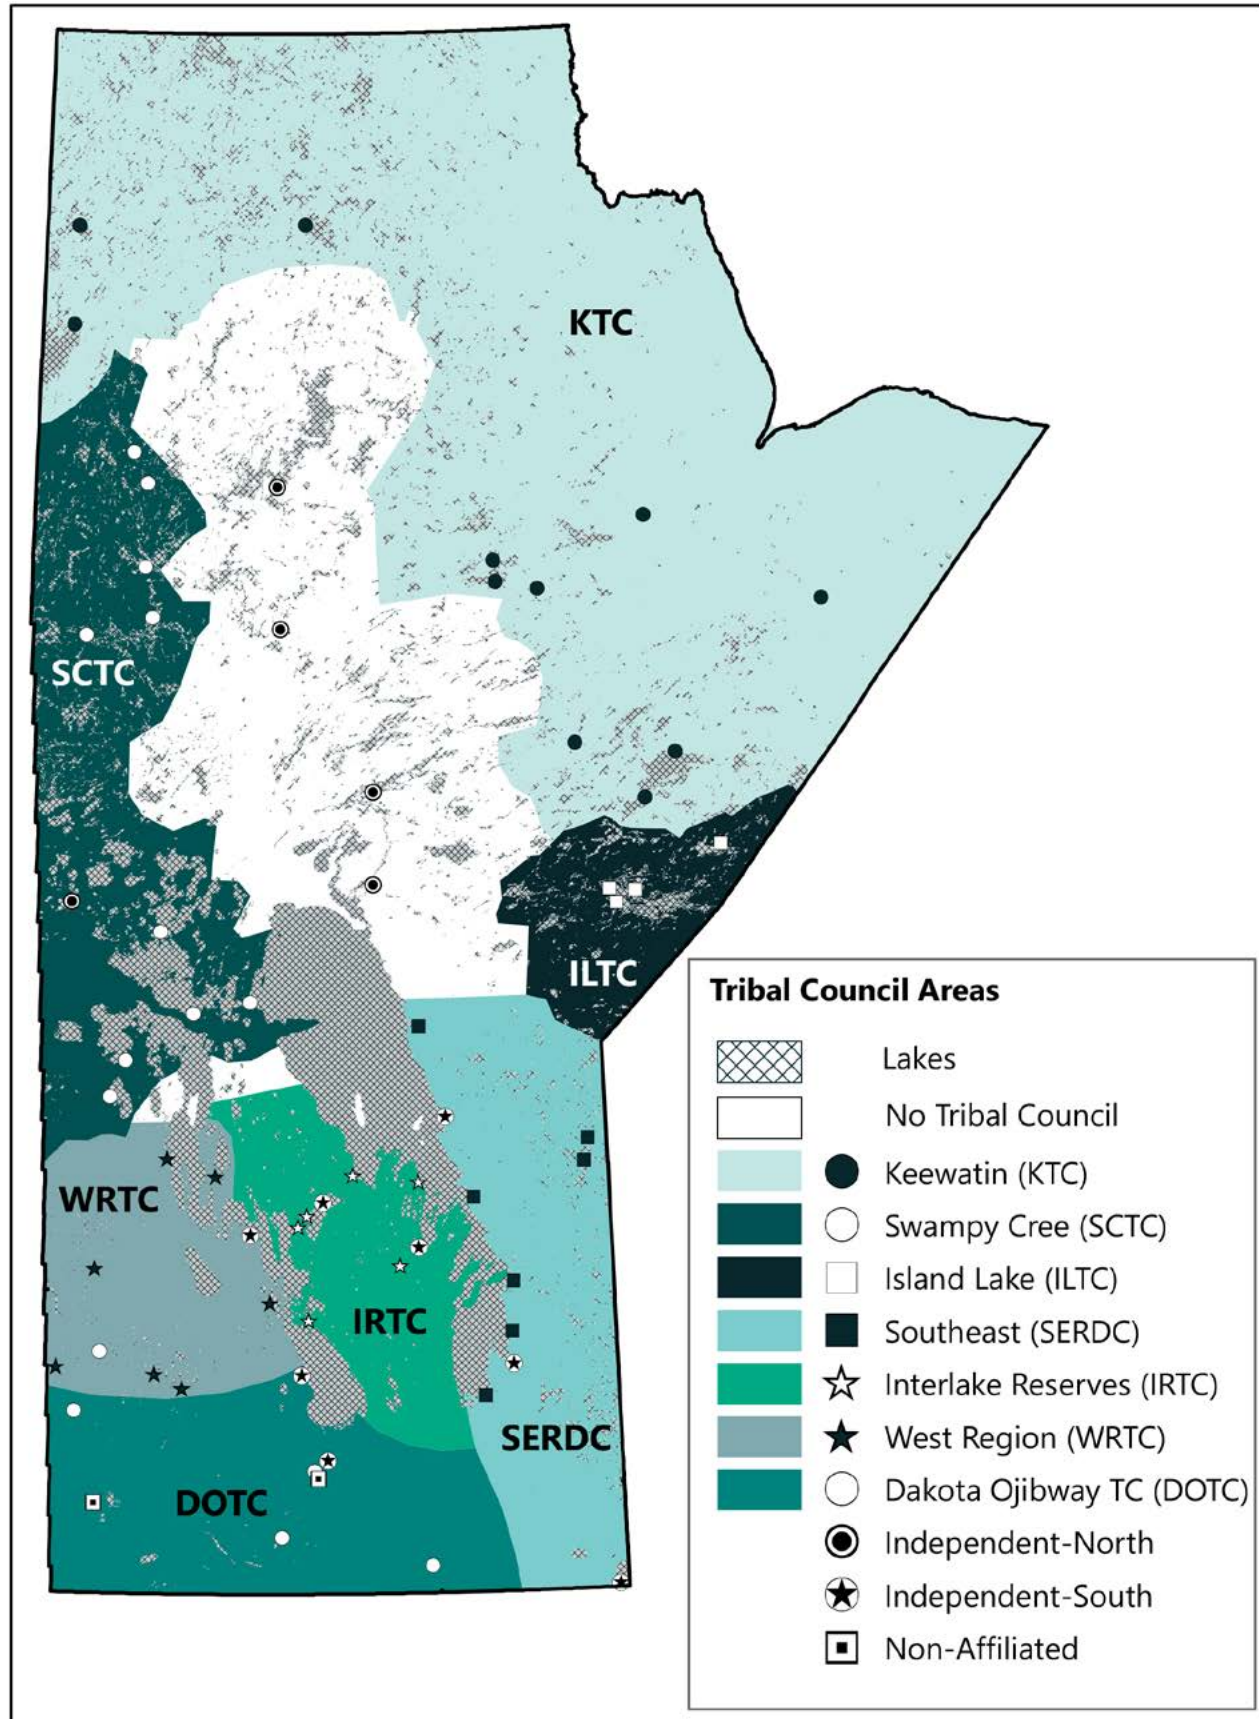 KTC
SCTC
ILTC
WRTC
IRTC
SERDC
DOTC
Tribal Council Areas
Lakes
No Tribal Council
Keewatin (KTC)
Swampy Cree (SCTC)
Island Lake (ILTC)
Southeast (SERDC)
Interlake Reserves (IRTC)
West Region (WRTC)
Dakota Ojibway TC (DOTC)
Independent-North
Independent-South
Non-Affiliated